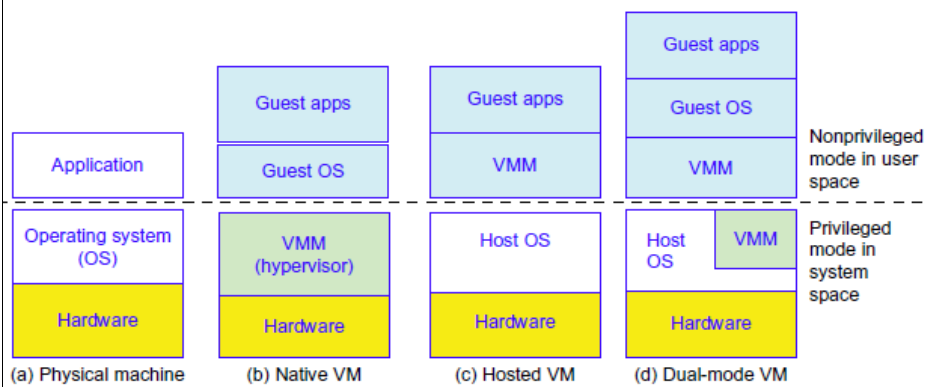 Application
Operating system
(OS)
Hardware
(a) Physical machine
Guest apps
Guest OS
VMM
(hypervisor)
Hardware
(b) Native VM
Guest apps
VMM
Host OS
Hardware
(c) Hosted VM
Guest apps
Guest OS
VMM
Host
OS
VMM
Hardware
(d) Dual-mode VM
Nonprivileged
mode in user
space
Privileged
mode in
system
space